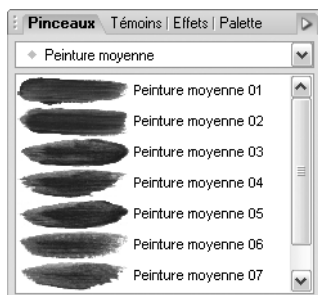 Pinceaux Témoins | Effets | Palette
Peinture moyenne
Peinture moyenne 01
Peinture moyenne 02
Peinture moyenne 03
Peinture moyenne 04
Peinture moyenne 05
Peinture moyenne 06
Peinture moyenne 07